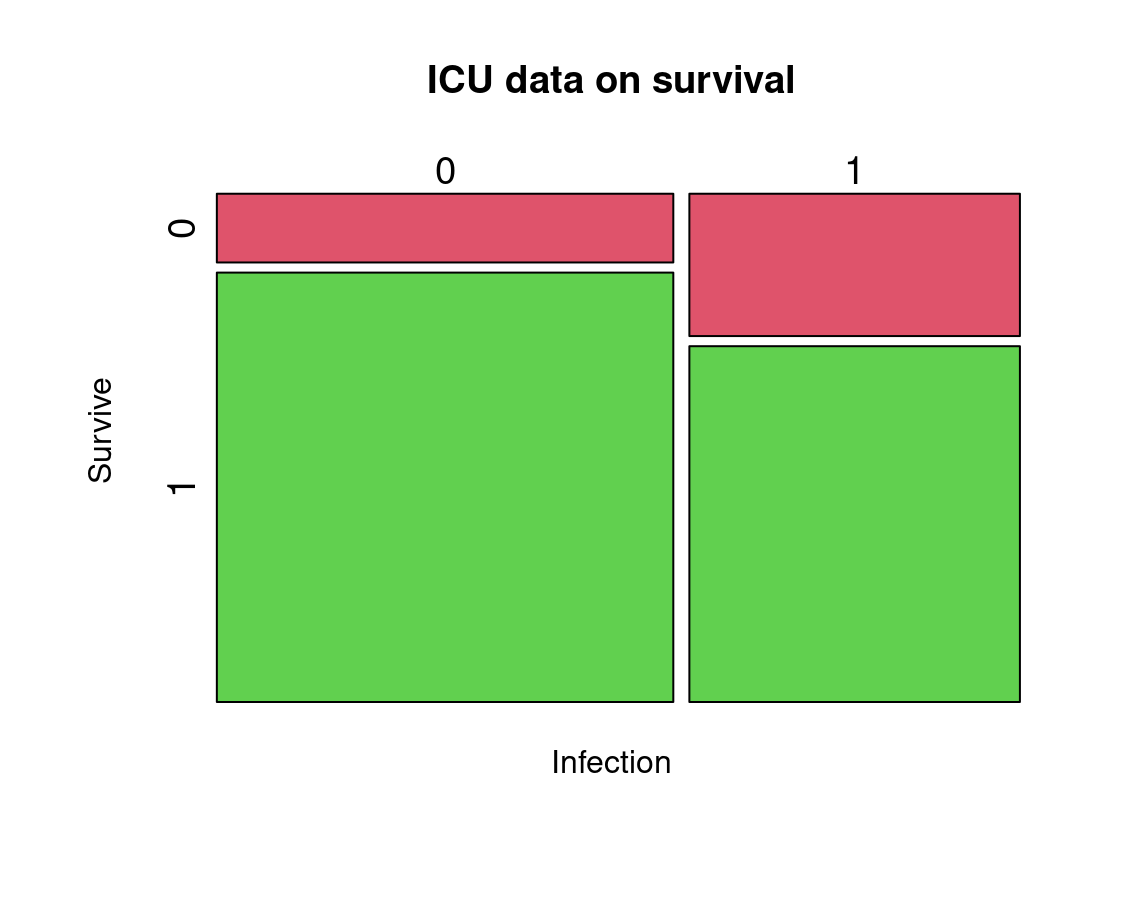 ICU data on survival
0 1
0
Survive
1
Infection